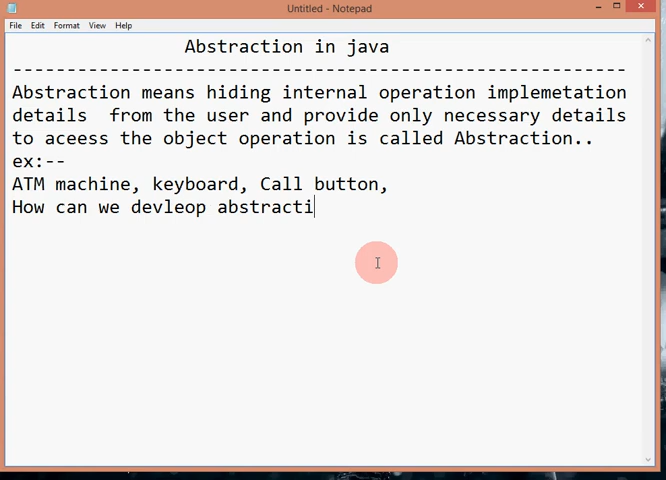 Untitled - Notepad
File Edit Format View Help
Abstraction in java
---------------------------------------------------------
Abstraction means hiding internal operation implemetation
details  from the user and provide only necessary details
to aceess the object operation is called Abstraction..
ex:--
ATM machine, keyboard, Call button,
How can we devleop abstracti